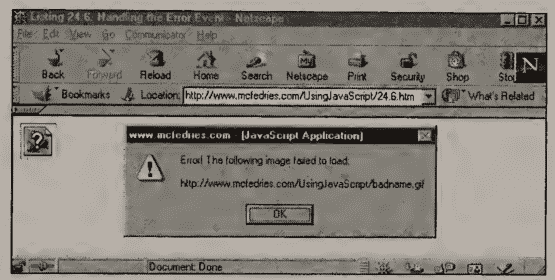 Listing 24.6. Handling the Error Event - Netscape
File Edit View Go Communicator Help
Back Forward Reload Home Search Netscape Print Security Shop Stop N
Bookmarks Location: http://www.mcfedries.com/UsingJavaScript/24.6.htm What's Related
www.mcfedries.com - [JavaScript Application]
Error! The following image failed to load:
http://www.mcfedries.com/UsingJavaScript/badname.gif
OK
Document: Done